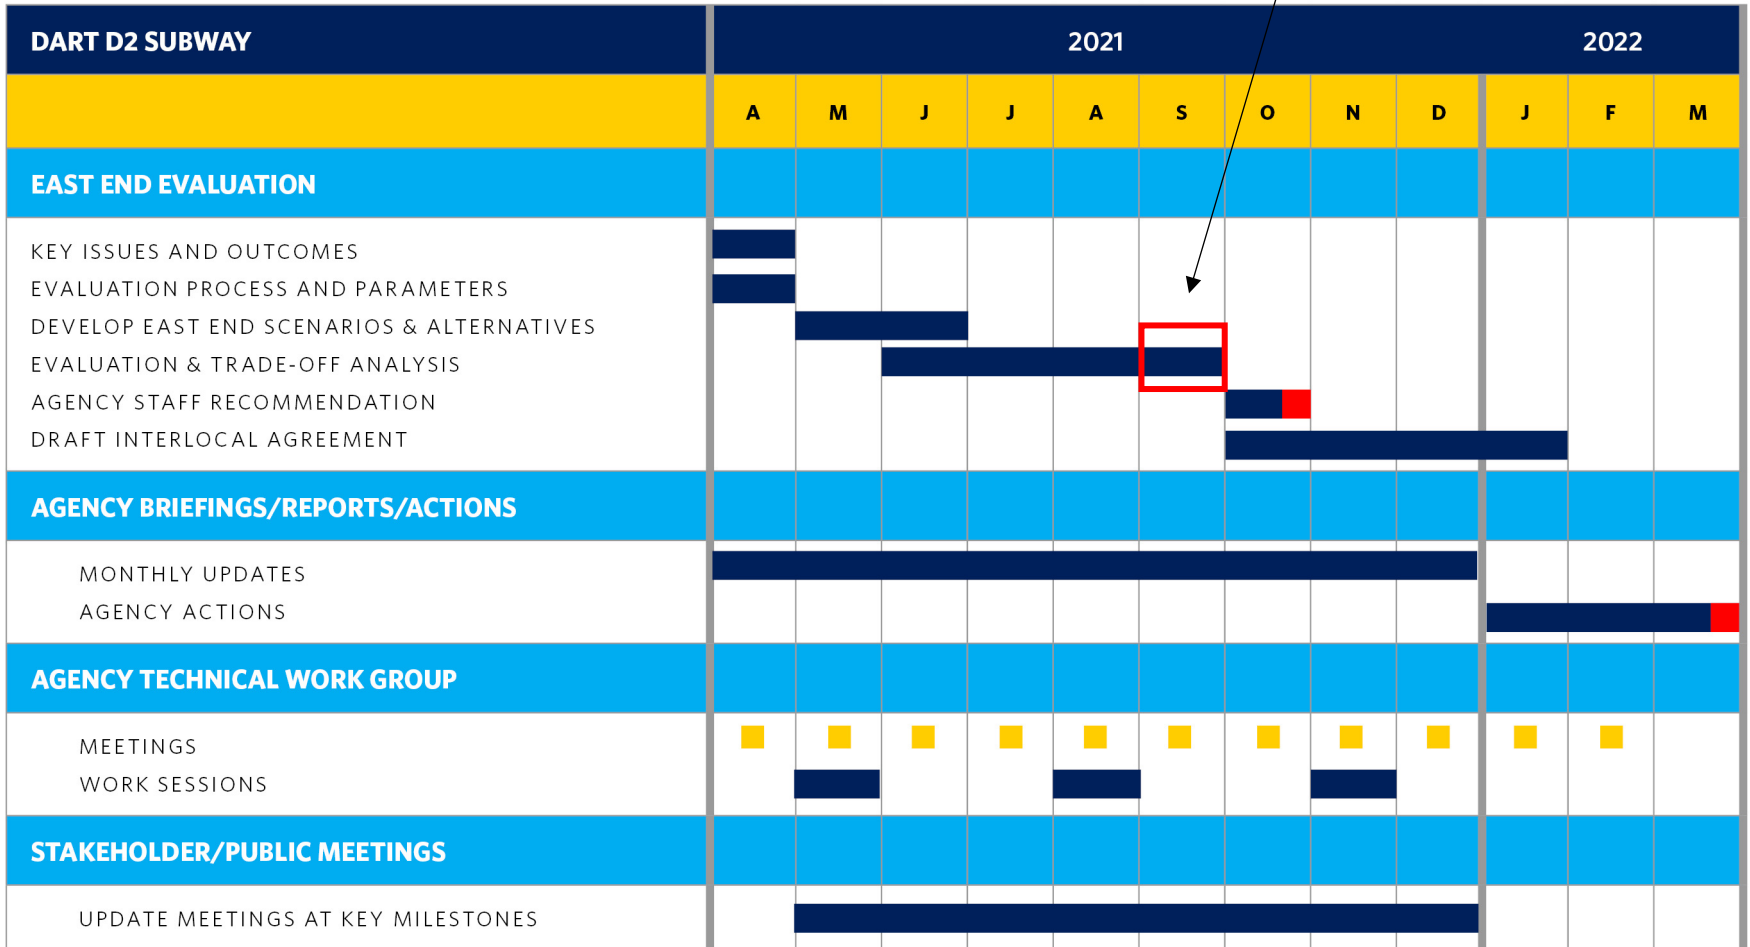 DART D2 SUBWAY 2021 2022
A M J J A S O N D J F M
EAST END EVALUATION
KEY ISSUES AND OUTCOMES
EVALUATION PROCESS AND PARAMETERS
DEVELOP EAST END SCENARIOS & ALTERNATIVES
EVALUATION & TRADE-OFF ANALYSIS
AGENCY STAFF RECOMMENDATION
DRAFT INTERLOCAL AGREEMENT
AGENCY BRIEFINGS/REPORTS/ACTIONS
MONTHLY UPDATES
AGENCY ACTIONS
AGENCY TECHNICAL WORK GROUP
MEETINGS
WORK SESSIONS
STAKEHOLDER/PUBLIC MEETINGS
UPDATE MEETINGS AT KEY MILESTONES